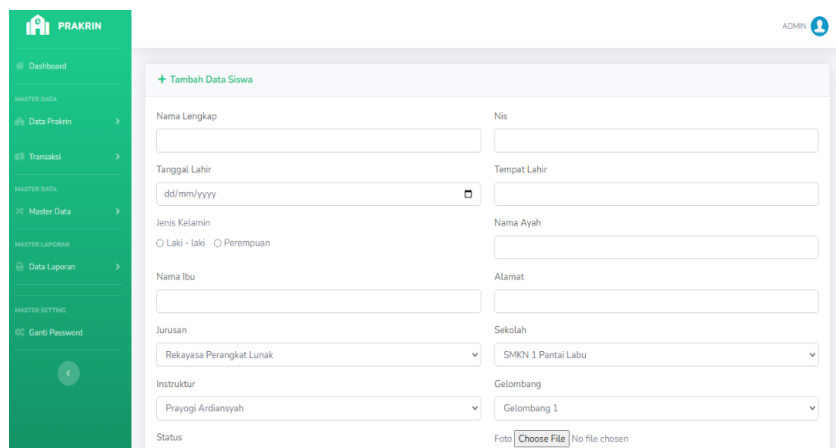 PRAKRIN
ADMIN
Dashboard
MASTER DATA
Data Prakrin
Transaksi
MASTER DATA
Master Data
MASTER LAPORAN
Data Laporan
MASTER SETTING
Ganti Password
+ Tambah Data Siswa
Nama Lengkap
Nis
Tanggal Lahir
Tempat Lahir
dd/mm/yyyy
Jenis Kelamin
Nama Ayah
Laki - laki Perempuan
Nama Ibu
Alamat
Jurusan
Sekolah
Rekayasa Perangkat Lunak
SMKN 1 Pantai Labu
Instruktur
Gelombang
Prayogi Ardiansyah
Gelombang 1
Status
Foto Choose File No file chosen